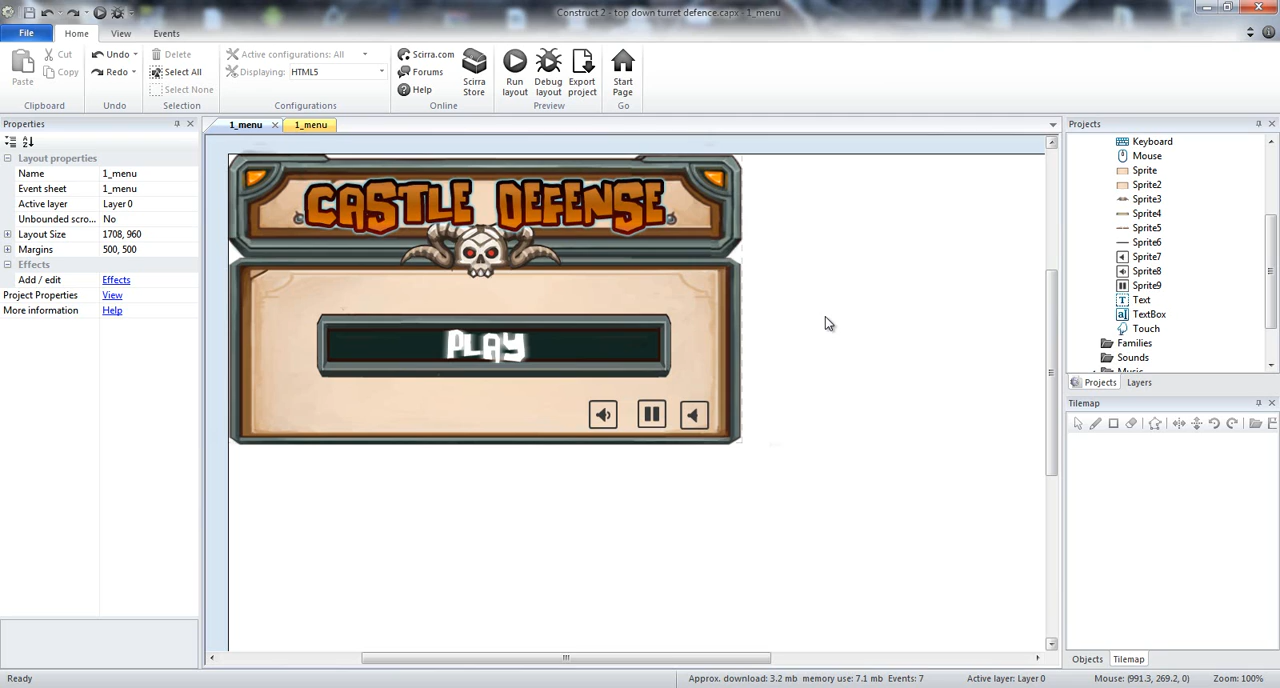 Construct 2 - top down turret defence.capx - 1_menu
File
Home
View
Events
Paste
Cut
Copy
Clipboard
Undo
Redo
Undo
Delete
Select All
Select None
Selection
Active configurations: All
Displaying: HTML5
Configurations
Scirra.com
Forums
Help
Scirra
Store
Online
Run
layout
Debug
layout
Export
project
Preview
Start
Page
Go
Properties
1_menu
1_menu
Layout properties
Name 1_menu
Event sheet 1_menu
Active layer Layer 0
Unbounded scro... No
Layout Size 1708, 960
Margins 500, 500
Effects
Add / edit Effects
Project Properties View
More information Help
CASTLE DEFENSE
PLAY
Projects
Keyboard
Mouse
Sprite
Sprite2
Sprite3
Sprite4
Sprite5
Sprite6
Sprite7
Sprite8
Sprite9
Text
TextBox
Touch
Families
Sounds
Music
Projects
Layers
Tilemap
Objects
Tilemap
Ready
Approx. download: 3.2 mb memory use: 7.1 mb Events: 7
Active layer: Layer 0
Mouse: (991.3, 269.2, 0)
Zoom: 100%